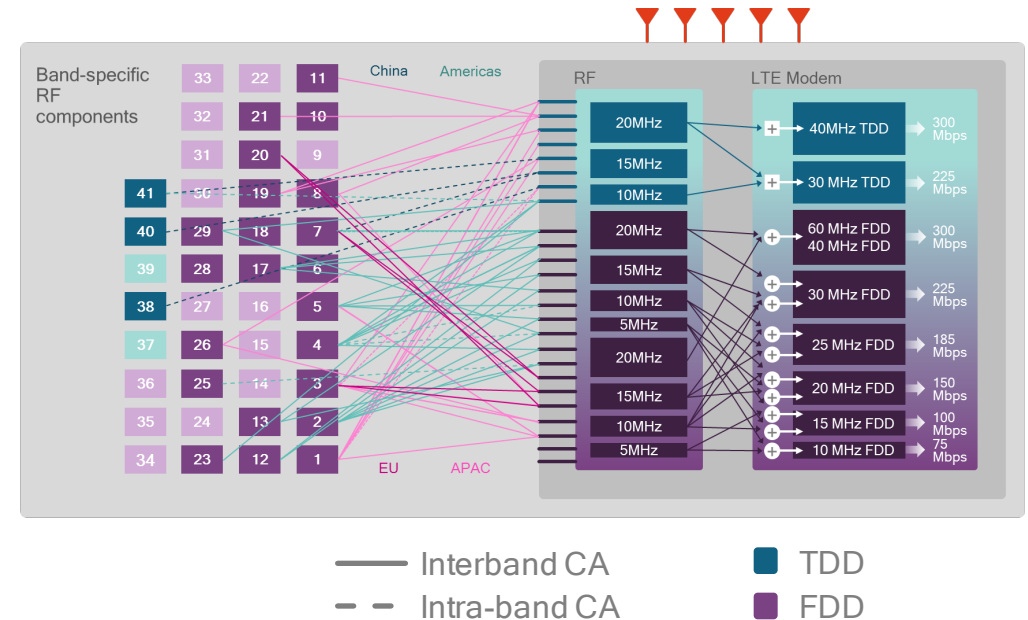 Band-specific
RF
components
33 22 11
32 21 10
31 20 9
41 30 19 8
40 29 18 7
39 28 17 6
38 27 16 5
37 26 15 4
36 25 14 3
35 24 13 2
34 23 12 1
China
Americas
EU
APAC
RF
20MHz
15MHz
10MHz
20MHz
15MHz
10MHz
5MHz
20MHz
15MHz
10MHz
5MHz
LTE Modem
40MHz TDD
30 MHz TDD
60 MHz FDD
40 MHz FDD
30 MHz FDD
25 MHz FDD
20 MHz FDD
15 MHz FDD
10 MHz FDD
300
Mbps
225
Mbps
300
Mbps
225
Mbps
185
Mbps
150
Mbps
100
Mbps
75
Mbps
Interband CA
Intra-band CA
TDD
FDD